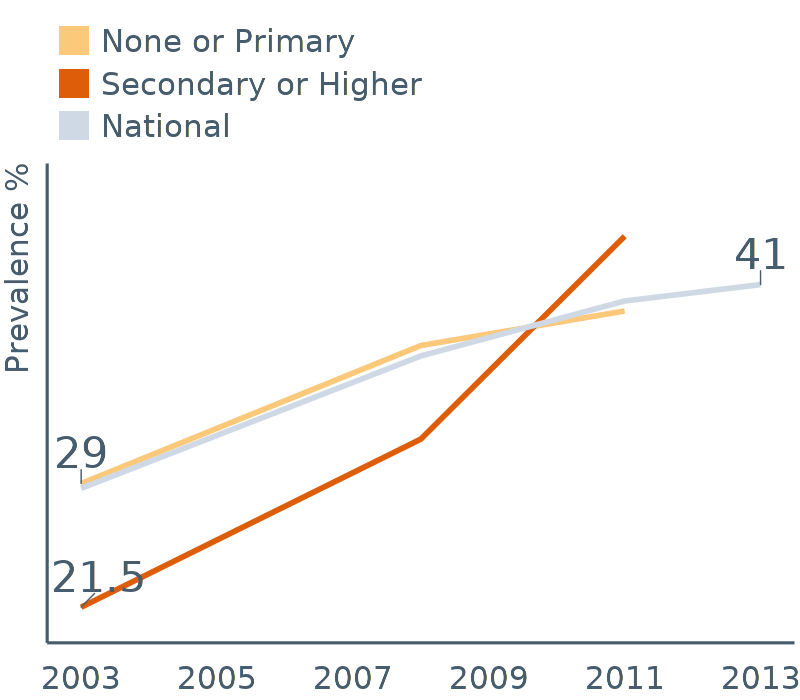 None or Primary
Secondary or Higher
National
Prevalence %
41
29
21.5
2003 2005 2007 2009 2011 2013